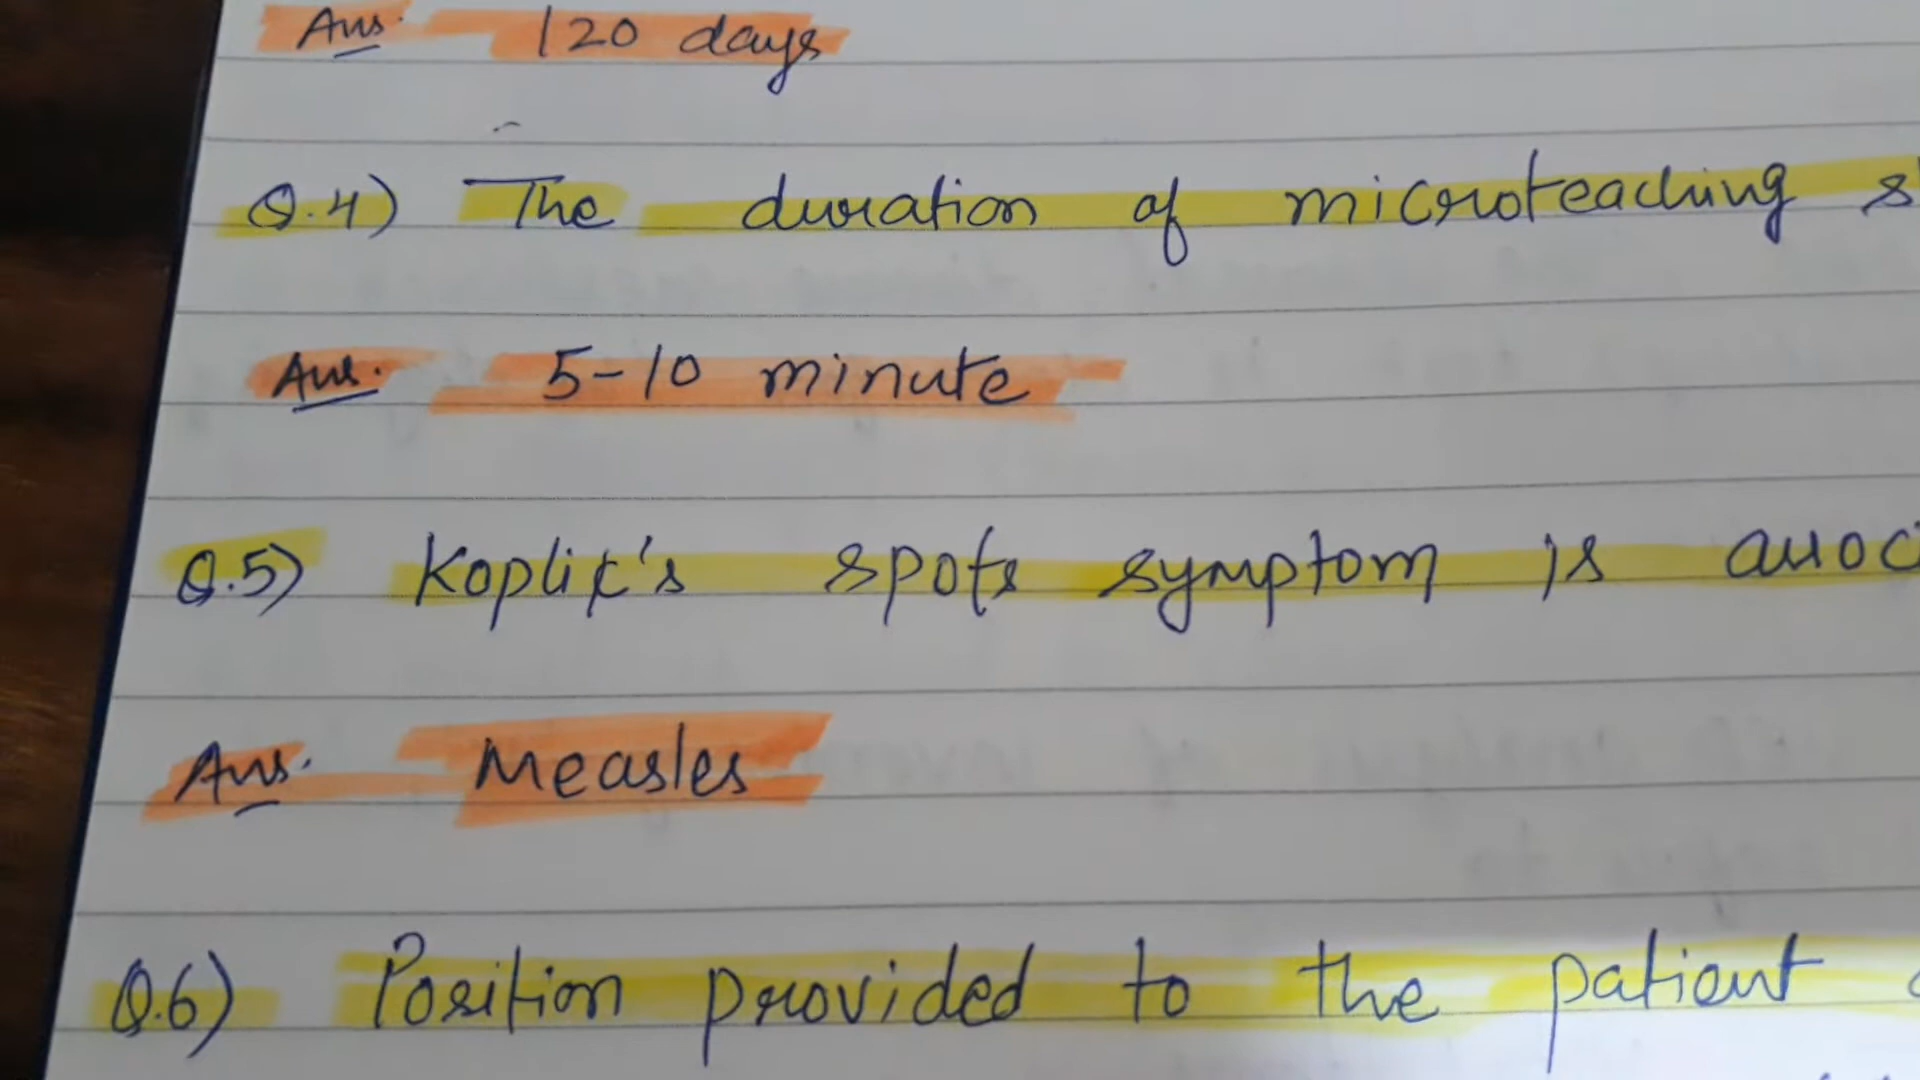 Ans. 120 days
Q.4) The duration of microteaching s
Ans. 5-10 minute
Q.5) Koplik's spots symptom is assoc
Ans. Measles
Q.6) Position provided to the patient